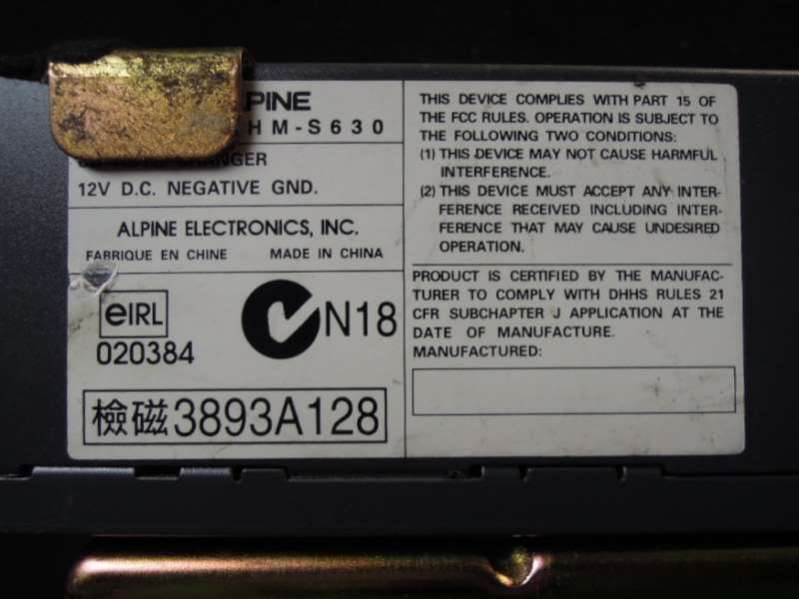 PINE
HM-S630
CHANGER
12V D.C. NEGATIVE GND.
ALPINE ELECTRONICS, INC.
FABRIQUE EN CHINE MADE IN CHINA
eIRL
020384
N18
檢磁3893A128
THIS DEVICE COMPLIES WITH PART 15 OF
THE FCC RULES. OPERATION IS SUBJECT TO
THE FOLLOWING TWO CONDITIONS:
(1) THIS DEVICE MAY NOT CAUSE HARMFUL
INTERFERENCE.
(2) THIS DEVICE MUST ACCEPT ANY INTER-
FERENCE RECEIVED INCLUDING INTER-
FERENCE THAT MAY CAUSE UNDESIRED
OPERATION.
PRODUCT IS CERTIFIED BY THE MANUFAC-
TURER TO COMPLY WITH DHHS RULES 21
CFR SUBCHAPTER J APPLICATION AT THE
DATE OF MANUFACTURE.
MANUFACTURED: